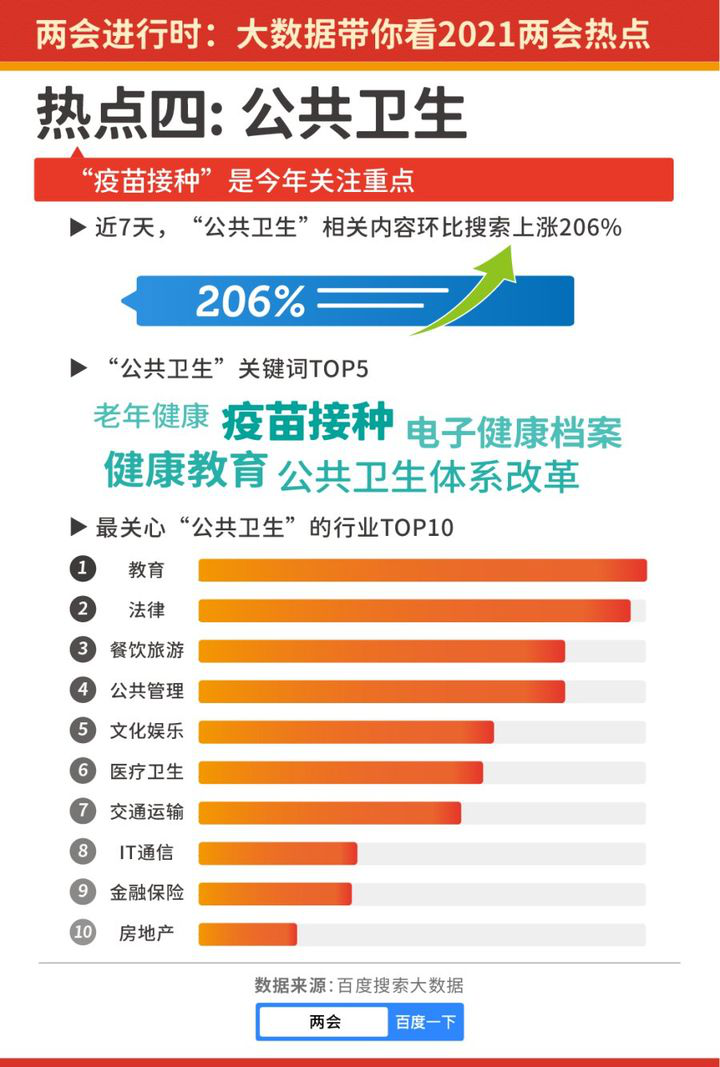 两会进行时：大数据带你看2021两会热点
热点四: 公共卫生
“疫苗接种”是今年关注重点
▶ 近7天，“公共卫生”相关内容环比搜索上涨206%
206%
▶ “公共卫生”关键词TOP5
老年健康 疫苗接种 电子健康档案
健康教育 公共卫生体系改革
▶ 最关心“公共卫生”的行业TOP10
1 教育
2 法律
3 餐饮旅游
4 公共管理
5 文化娱乐
6 医疗卫生
7 交通运输
8 IT通信
9 金融保险
10 房地产
数据来源：百度搜索大数据
两会 百度一下